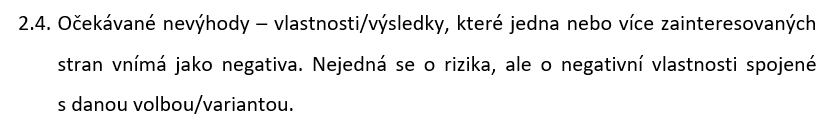 2.4. Očekávané nevýhody – vlastnosti/výsledky, které jedna nebo více zainteresovaných
stran vnímá jako negativa. Nejedná se o rizika, ale o negativní vlastnosti spojené
s danou volbou/variantou.